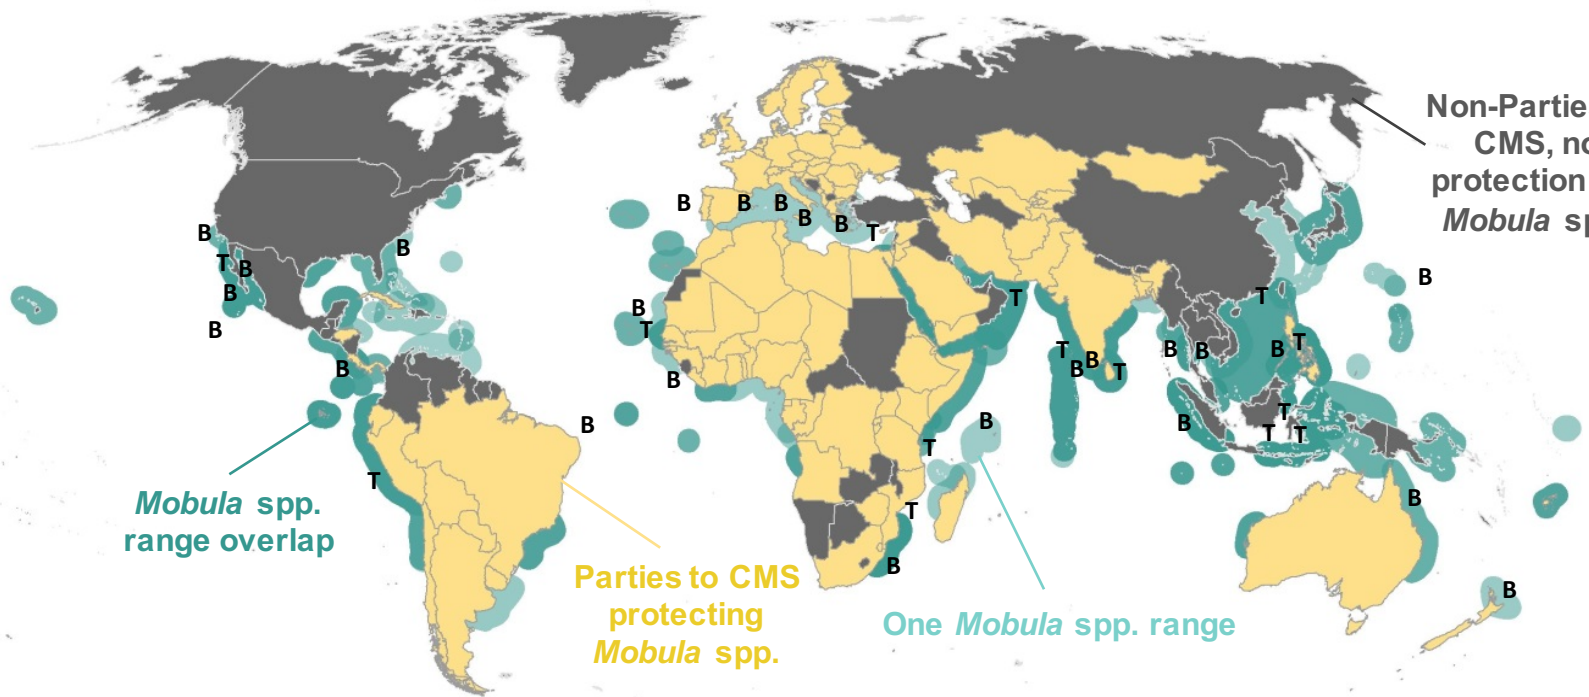 Non-Partie
CMS, no
protection
Mobula sp
B
B
B
B
B
T
B
B
T
B
B
B
T
T
B
B
T
T
B
T
B
B
B
B
B
T
B
T
B
B
B
T
T
T
T
B
T
B
B
Mobula spp.
range overlap
Parties to CMS
protecting
Mobula spp.
One Mobula spp. range